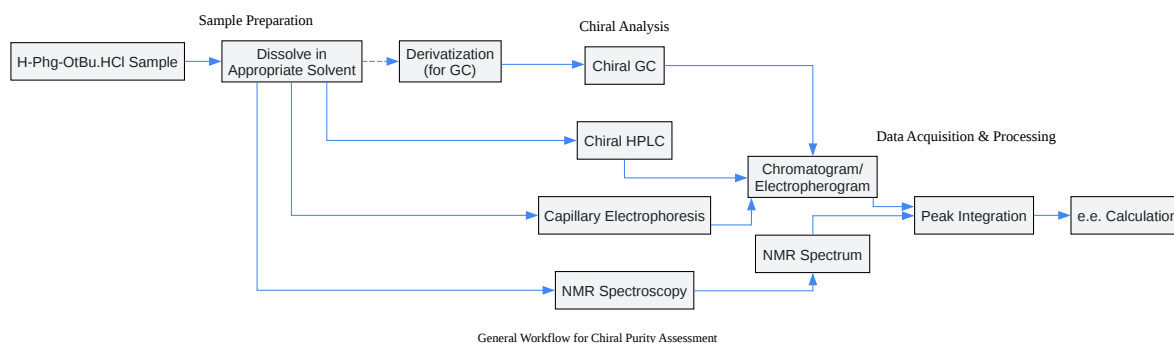 Sample Preparation
Chiral Analysis
H-Phg-OtBu.HCl Sample
Dissolve in
Appropriate Solvent
Derivatization
(for GC)
Chiral GC
Chiral HPLC
Data Acquisition & Processing
Chromatogram/
Electropherogram
Capillary Electrophoresis
Peak Integration
e.e. Calculation
NMR Spectrum
NMR Spectroscopy
General Workflow for Chiral Purity Assessment